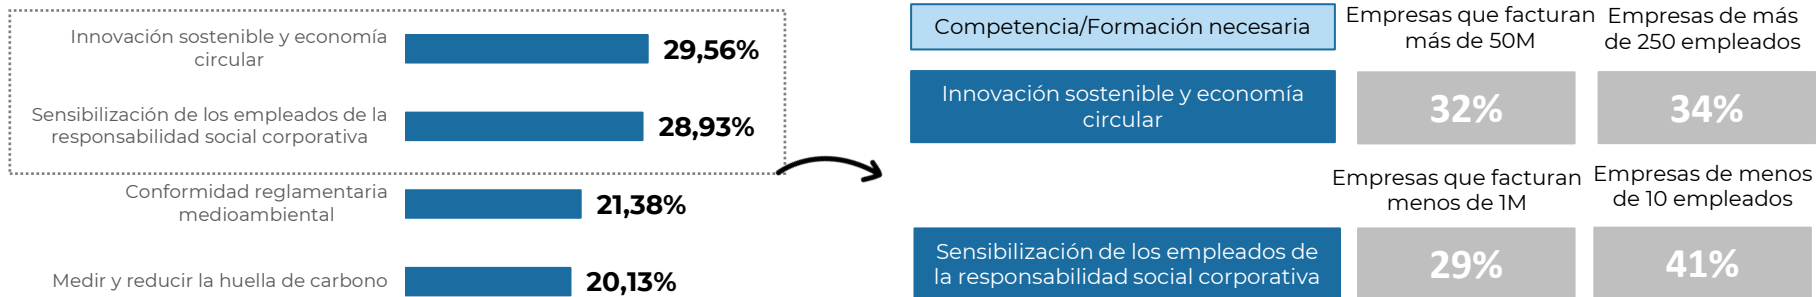 Innovación sostenible y economía
circular
29,56%
Sensibilización de los empleados de la
responsabilidad social corporativa
28,93%
Conformidad reglamentaria
medioambiental
21,38%
Medir y reducir la huella de carbono
20,13%
Competencia/Formación necesaria
Empresas que facturan
más de 50M
Empresas de más
de 250 empleados
Innovación sostenible y economía
circular
32%
34%
Empresas que facturan
menos de 1M
Empresas de menos
de 10 empleados
Sensibilización de los empleados de
la responsabilidad social corporativa
29%
41%